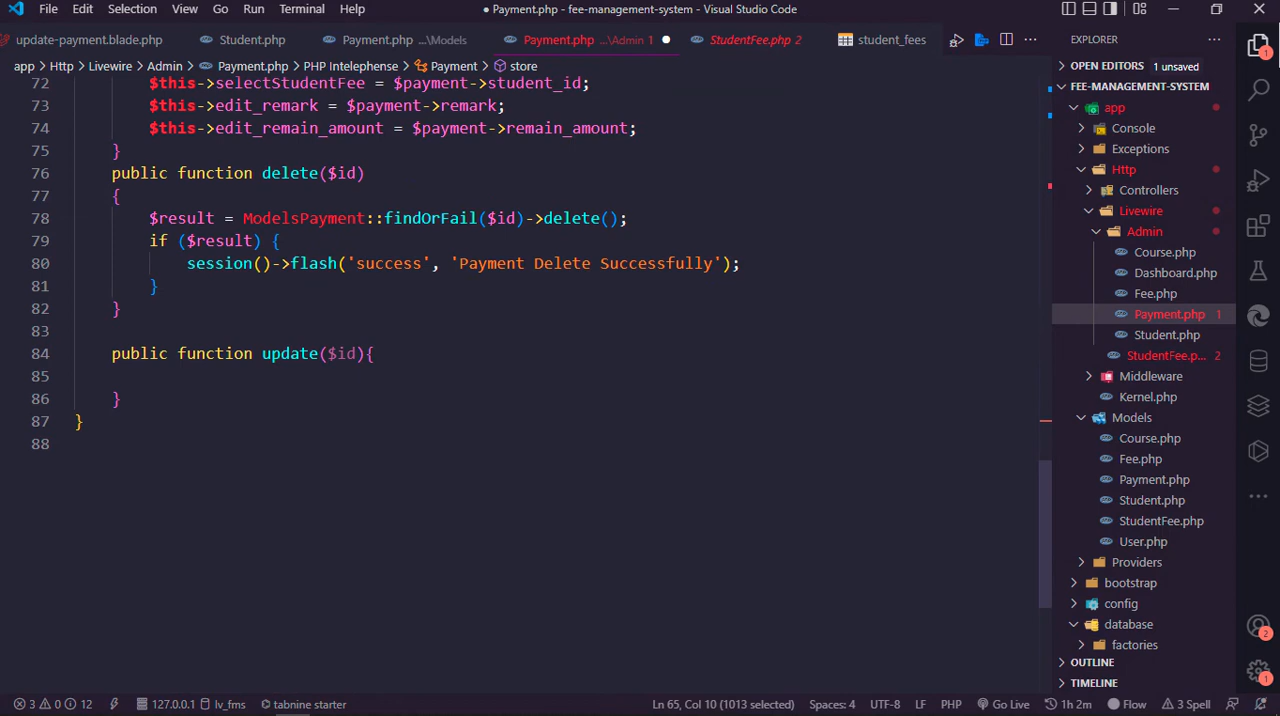 File Edit Selection View Go Run Terminal Help
● Payment.php - fee-management-system - Visual Studio Code
update-payment.blade.php Student.php Payment.php ...\Models Payment.php ...\Admin 1 ● StudentFee.php 2 student_fees
app > Http > Livewire > Admin > Payment.php > PHP Intelephense > Payment > store
72 $this->selectStudentFee = $payment->student_id;
73 $this->edit_remark = $payment->remark;
74 $this->edit_remain_amount = $payment->remain_amount;
75 }
76 public function delete($id)
77 {
78 $result = ModelsPayment::findOrFail($id)->delete();
79 if ($result) {
80 session()->flash('success', 'Payment Delete Successfully');
81 }
82 }
83
84 public function update($id){
85
86 }
87 }
88
EXPLORER
OPEN EDITORS 1 unsaved
FEE-MANAGEMENT-SYSTEM
app
Console
Exceptions
Http
Controllers
Livewire
Admin
Course.php
Dashboard.php
Fee.php
Payment.php 1
Student.php
StudentFee.p... 2
Middleware
Kernel.php
Models
Course.php
Fee.php
Payment.php
Student.php
StudentFee.php
User.php
Providers
bootstrap
config
database
factories
OUTLINE
TIMELINE
1
2
1
3 0 12 127.0.0.1 lv_fms tabnine starter Ln 65, Col 10 (1013 selected) Spaces: 4 UTF-8 LF PHP Go Live 1h 2m Flow 3 Spell